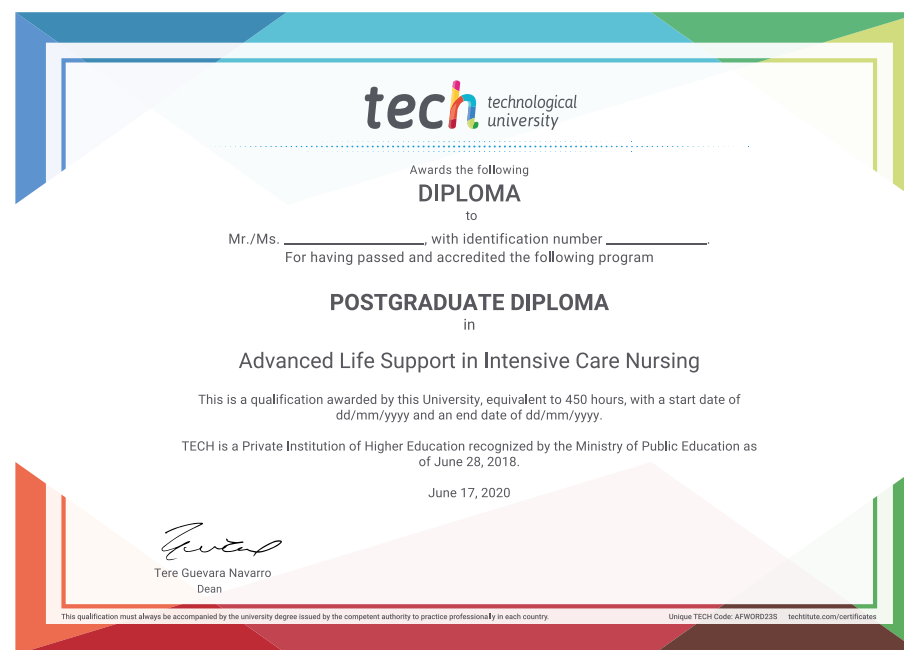 tech technological
university
Awards the following
DIPLOMA
to
Mr./Ms. ____________________, with identification number ______________.
For having passed and accredited the following program
POSTGRADUATE DIPLOMA
in
Advanced Life Support in Intensive Care Nursing
This is a qualification awarded by this University, equivalent to 450 hours, with a start date of
dd/mm/yyyy and an end date of dd/mm/yyyy.
TECH is a Private Institution of Higher Education recognized by the Ministry of Public Education as
of June 28, 2018.
June 17, 2020
Tere Guevara Navarro
Dean
This qualification must always be accompanied by the university degree issued by the competent authority to practice professionally in each country. Unique TECH Code: AFWORD23S techtitute.com/certificates